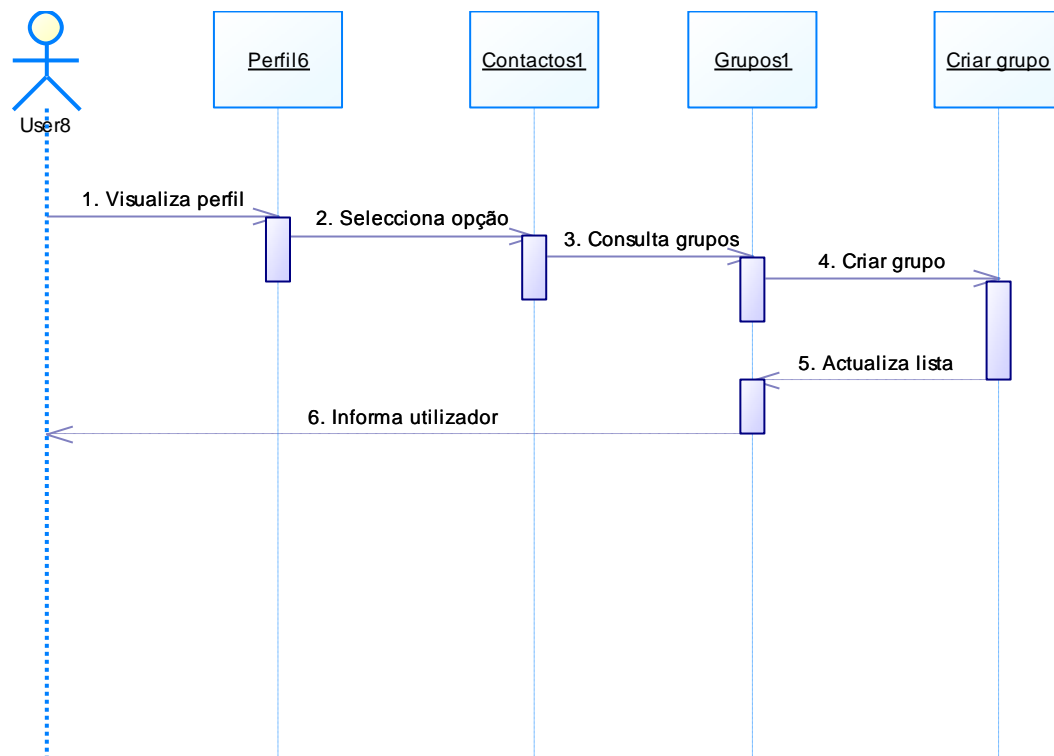 Perfil6
Contactos1
Grupos1
Criar grupo
User8
1. Visualiza perfil
2. Selecciona opção
3. Consulta grupos
4. Criar grupo
5. Actualiza lista
6. Informa utilizador